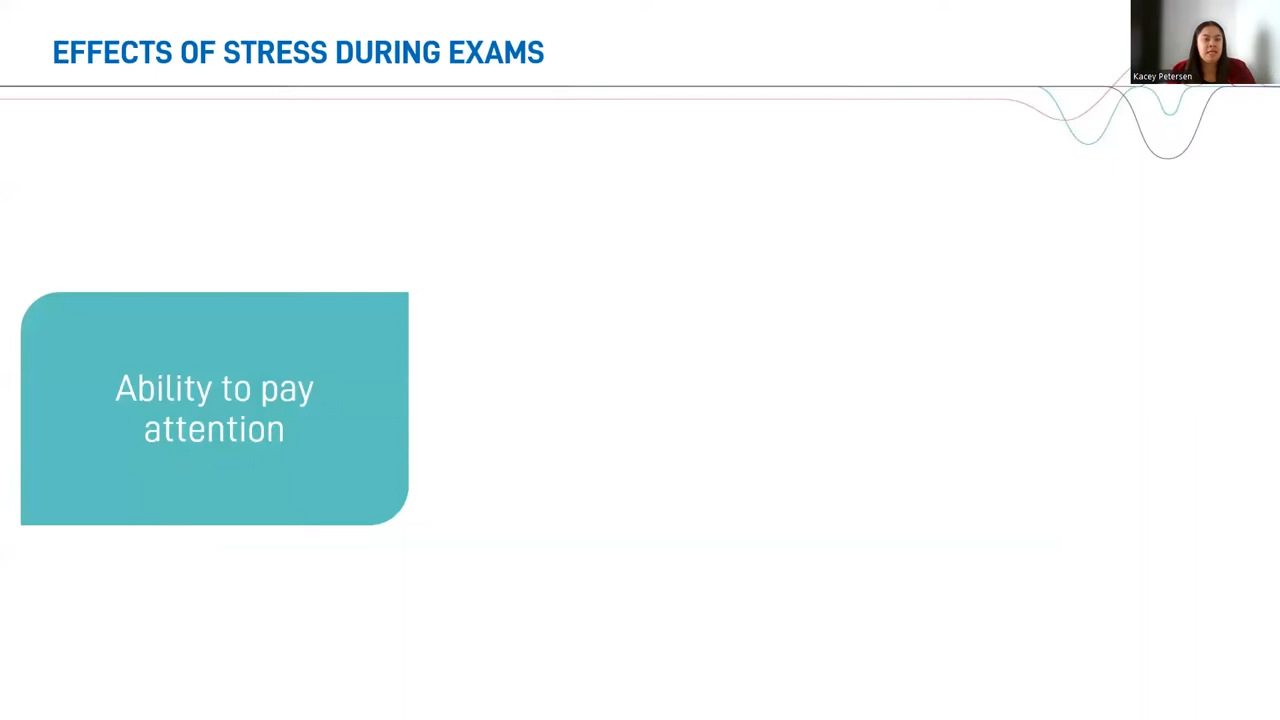 EFFECTS OF STRESS DURING EXAMS
Kacey Petersen
Ability to pay
attention